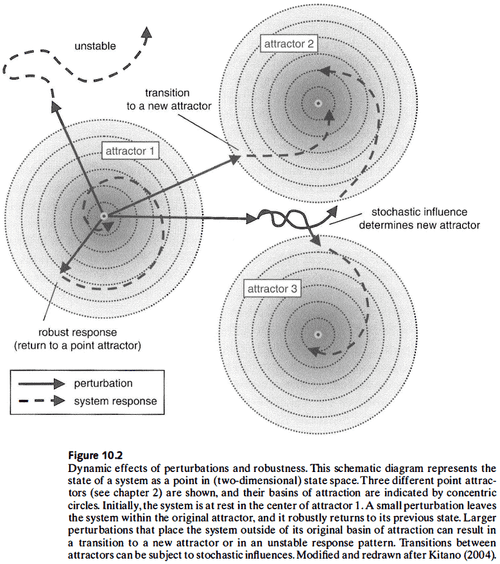 unstable
attractor 2
transition
to a new attractor
attractor 1
stochastic influence
determines new attractor
attractor 3
robust response
(return to a point attractor)
perturbation
system response
Figure 10.2
Dynamic effects of perturbations and robustness. This schematic diagram represents the
state of a system as a point in (two-dimensional) state space. Three different point attrac-
tors (see chapter 2) are shown, and their basins of attraction are indicated by concentric
circles. Initially, the system is at rest in the center of attractor 1. A small perturbation leaves
the system within the original attractor, and it robustly returns to its previous state. Larger
perturbations that place the system outside of its original basin of attraction can result in
a transition to a new attractor or in an unstable response pattern. Transitions between
attractors can be subject to stochastic influences. Modified and redrawn after Kitano (2004).